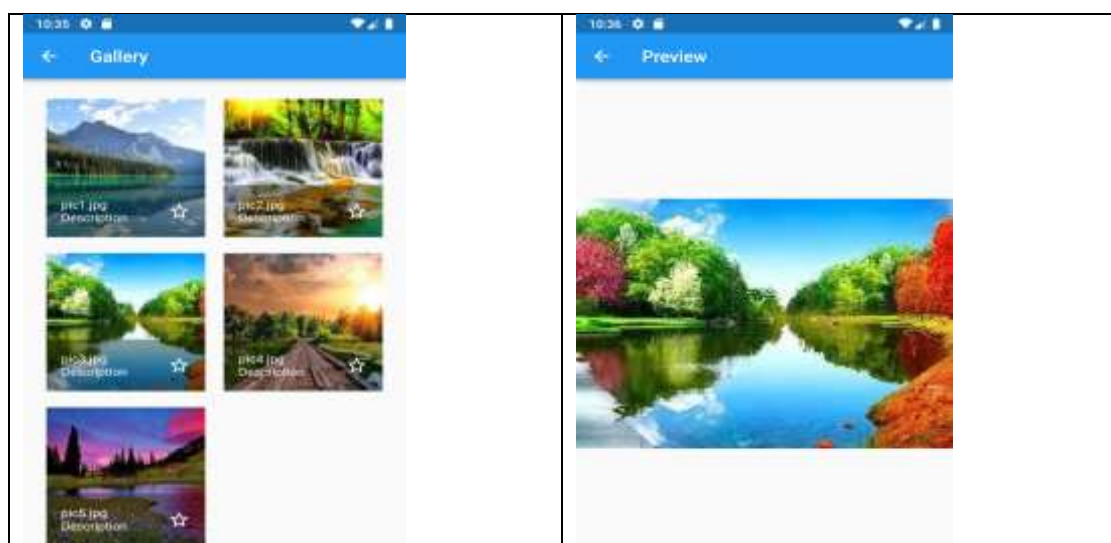 10:35
Gallery
pic1.jpg
Description
pic2.jpg
Description
pic3.jpg
Description
pic4.jpg
Description
pic5.jpg
Description
10:36
Preview